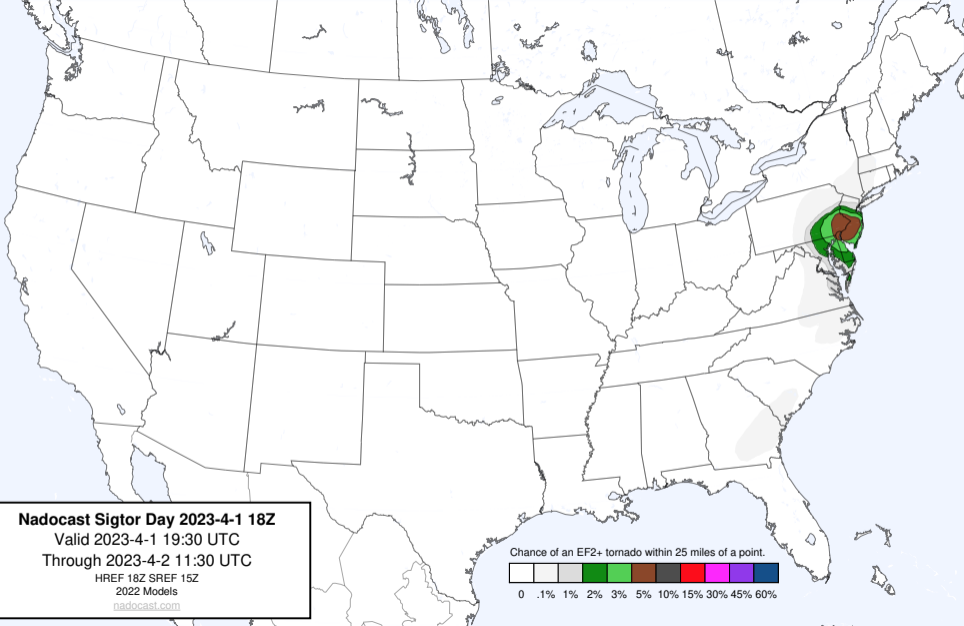 Nadocast Sigtor Day 2023-4-1 18Z
Valid 2023-4-1 19:30 UTC
Through 2023-4-2 11:30 UTC
HREF 18Z SREF 15Z
2022 Models
nadocast.com
Chance of an EF2+ tornado within 25 miles of a point.
0 .1% 1% 2% 3% 5% 10% 15% 30% 45% 60%